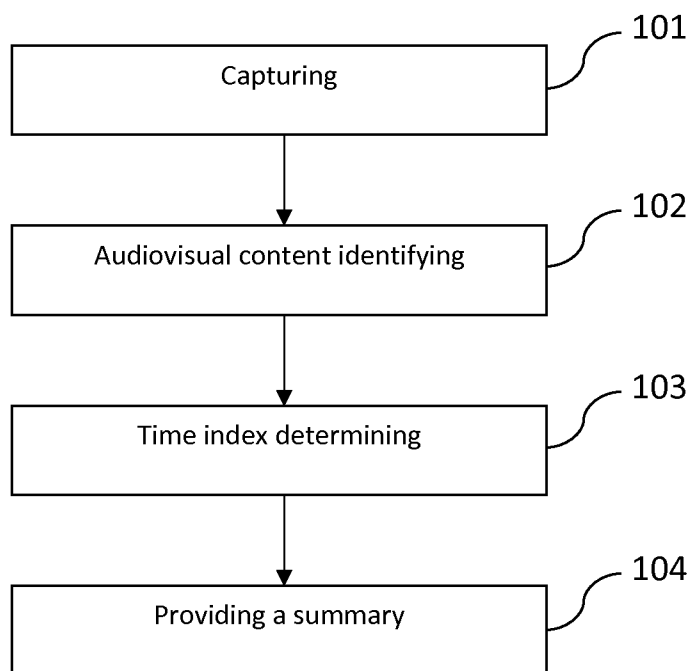 101
Capturing
102
Audiovisual content identifying
103
Time index determining
104
Providing a summary